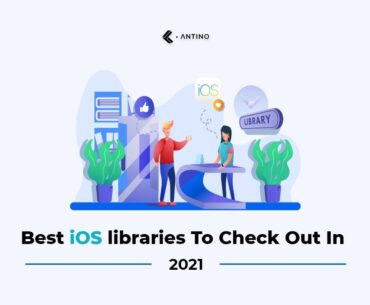 ANTINO
iOS
LIBRARY
Best iOS libraries To Check Out In
2021